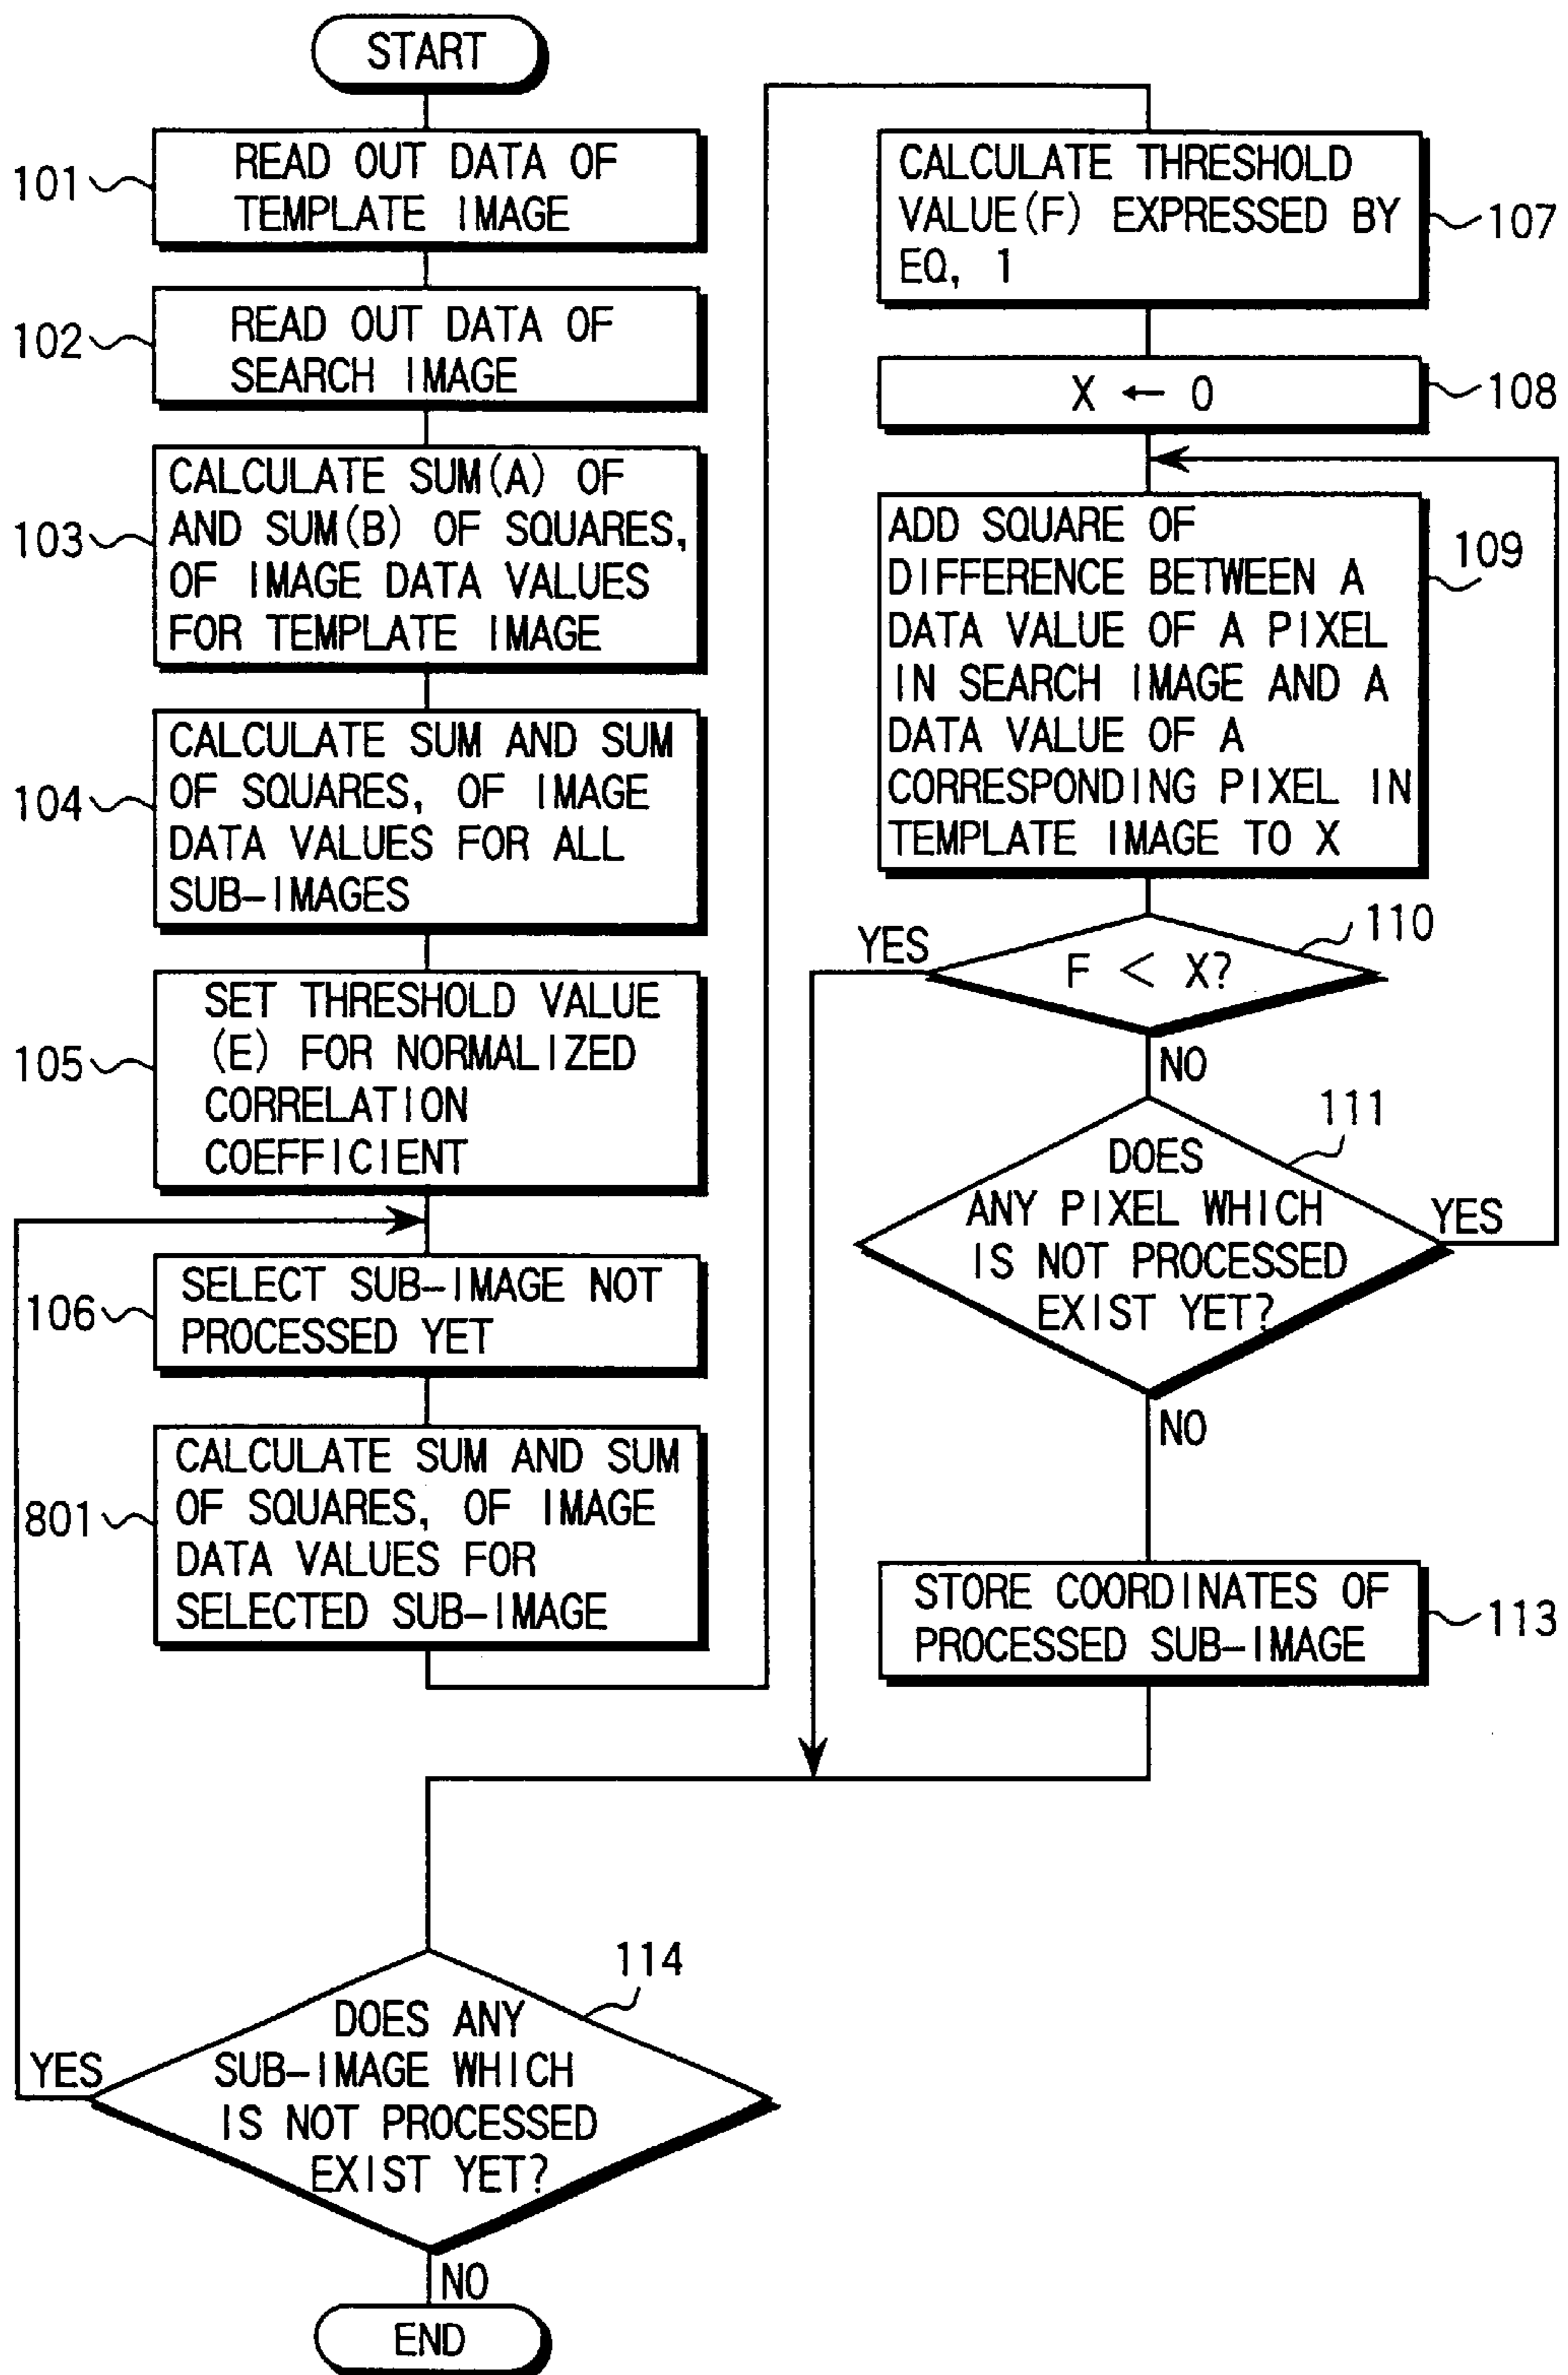 START
101
READ OUT DATA OF
TEMPLATE IMAGE
102
READ OUT DATA OF
SEARCH IMAGE
103
CALCULATE SUM(A) OF
AND SUM(B) OF SQUARES,
OF IMAGE DATA VALUES
FOR TEMPLATE IMAGE
104
CALCULATE SUM AND SUM
OF SQUARES, OF IMAGE
DATA VALUES FOR ALL
SUB-IMAGES
105
SET THRESHOLD VALUE
(E) FOR NORMALIZED
CORRELATION
COEFFICIENT
106
SELECT SUB-IMAGE NOT
PROCESSED YET
801
CALCULATE SUM AND SUM
OF SQUARES, OF IMAGE
DATA VALUES FOR
SELECTED SUB-IMAGE
CALCULATE THRESHOLD
VALUE(F) EXPRESSED BY
EQ, 1
107
X ← 0
108
ADD SQUARE OF
DIFFERENCE BETWEEN A
DATA VALUE OF A PIXEL
IN SEARCH IMAGE AND A
DATA VALUE OF A
CORRESPONDING PIXEL IN
TEMPLATE IMAGE TO X
109
110
YES
F < X?
NO
111
DOES
ANY PIXEL WHICH
IS NOT PROCESSED
EXIST YET?
YES
NO
STORE COORDINATES OF
PROCESSED SUB-IMAGE
113
114
DOES ANY
SUB-IMAGE WHICH
IS NOT PROCESSED
EXIST YET?
YES
NO
END